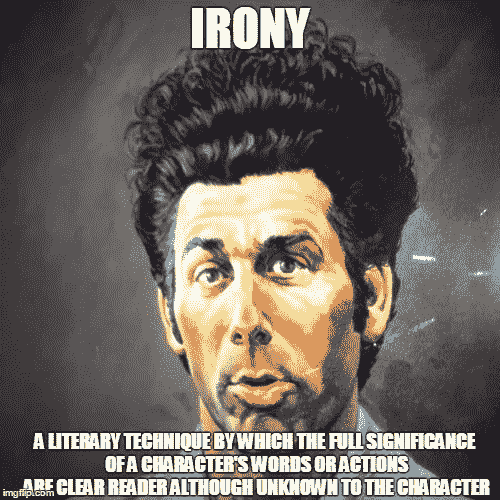 IRONY
A LITERARY TECHNIQUE BY WHICH THE FULL SIGNIFICANCE
OF A CHARACTER'S WORDS OR ACTIONS
ARE CLEAR READER ALTHOUGH UNKNOWN TO THE CHARACTER
imgflip.com